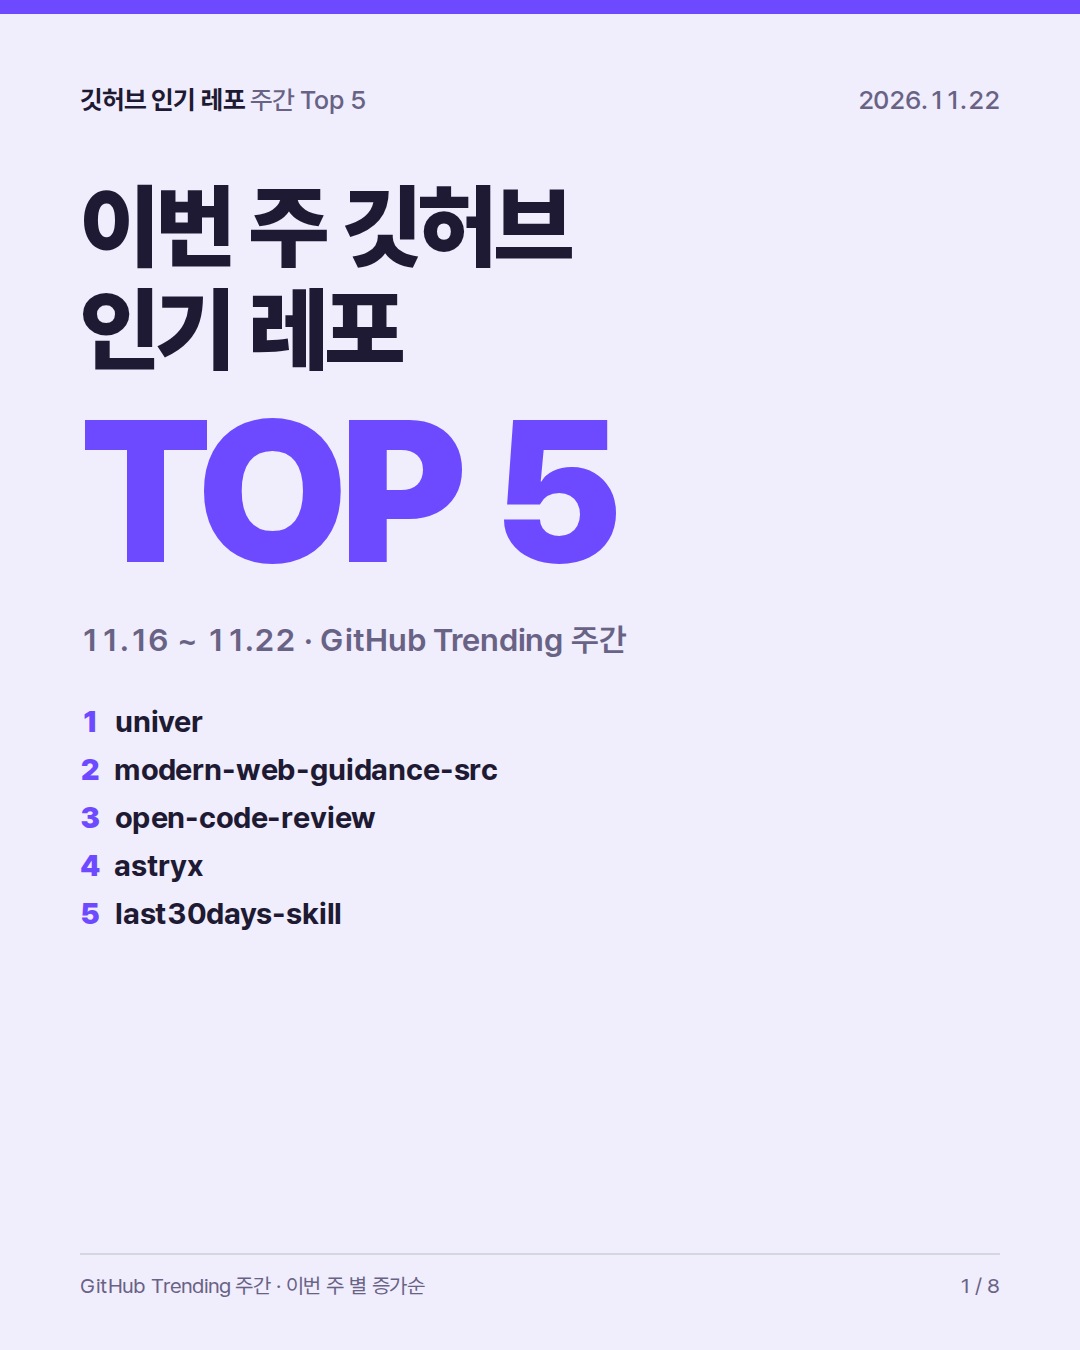 깃허브 인기 레포 주간 Top 5
2026.11.22
이번 주 깃허브
인기 레포
TOP 5
11.16 ~ 11.22 · GitHub Trending 주간
1 univer
2 modern-web-guidance-src
3 open-code-review
4 astryx
5 last30days-skill
GitHub Trending 주간 · 이번 주 별 증가순
1 / 8